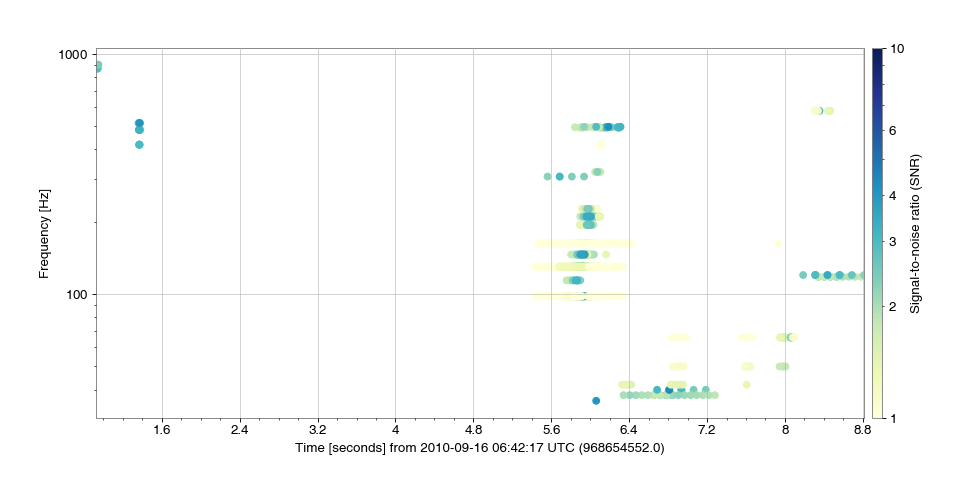 1000
100
Frequency [Hz]
1.6 2.4 3.2 4 4.8 5.6 6.4 7.2 8 8.8
Time [seconds] from 2010-09-16 06:42:17 UTC (968654552.0)
10
6
4
3
2
1
Signal-to-noise ratio (SNR)